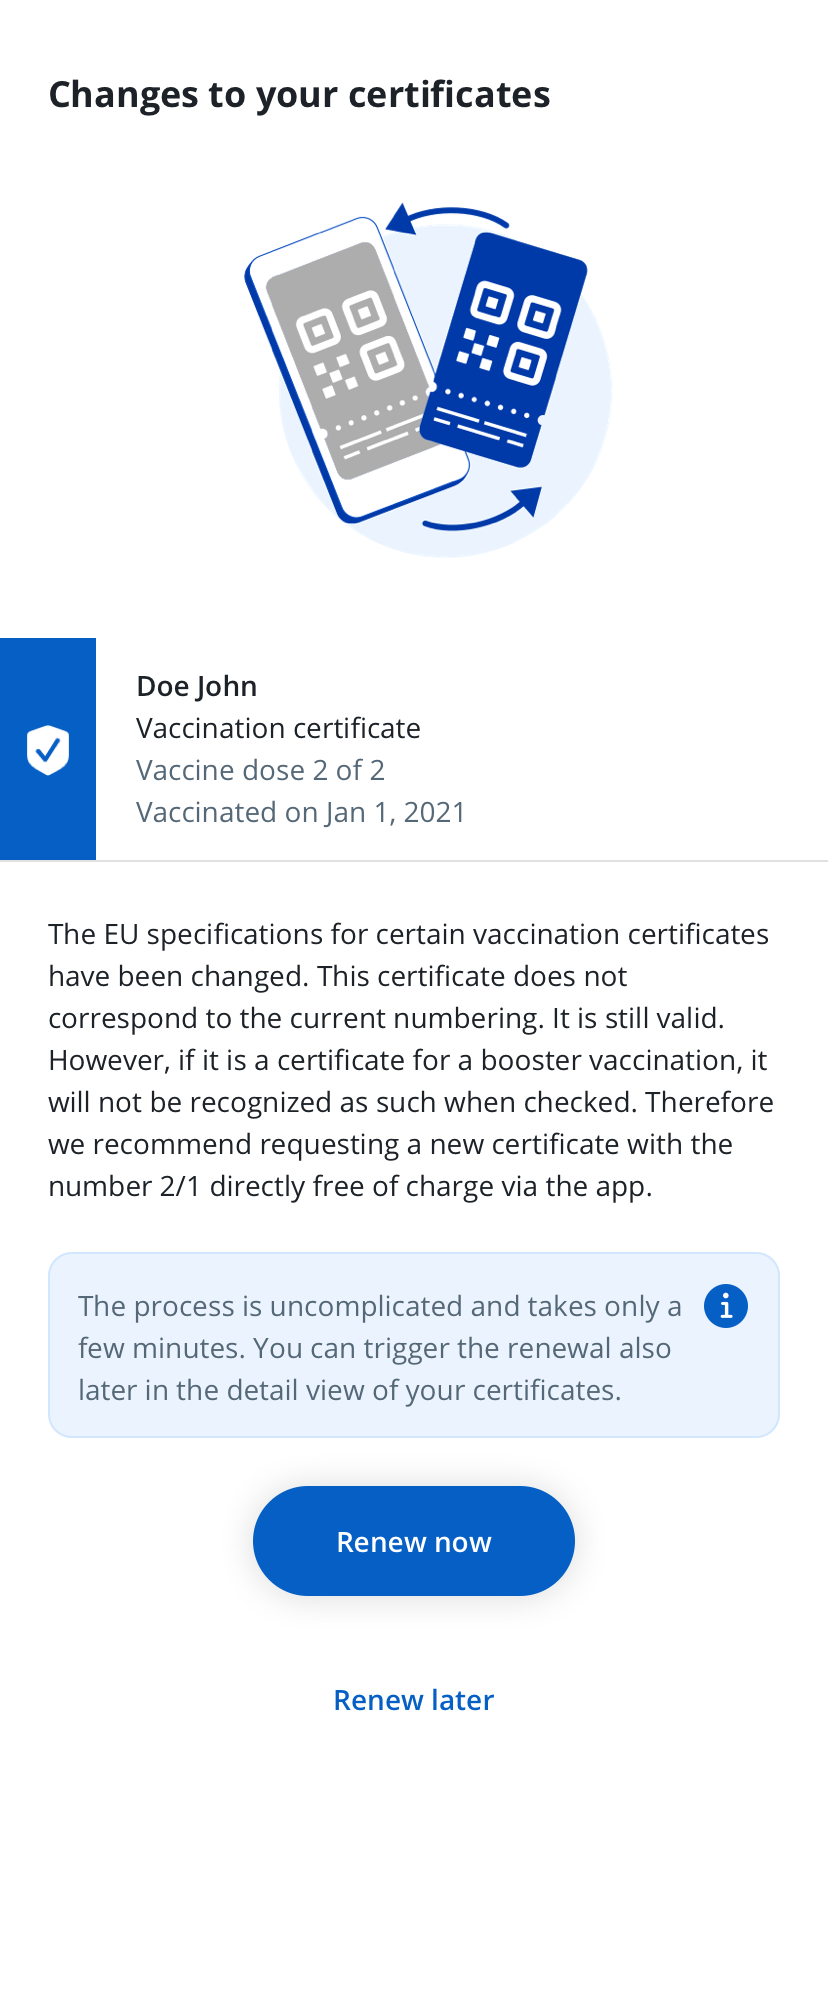 Changes to your certificates
Doe John
Vaccination certificate
Vaccine dose 2 of 2
Vaccinated on Jan 1, 2021
The EU specifications for certain vaccination certificates
have been changed. This certificate does not
correspond to the current numbering. It is still valid.
However, if it is a certificate for a booster vaccination, it
will not be recognized as such when checked. Therefore
we recommend requesting a new certificate with the
number 2/1 directly free of charge via the app.
The process is uncomplicated and takes only a
few minutes. You can trigger the renewal also
later in the detail view of your certificates.
Renew now
Renew later